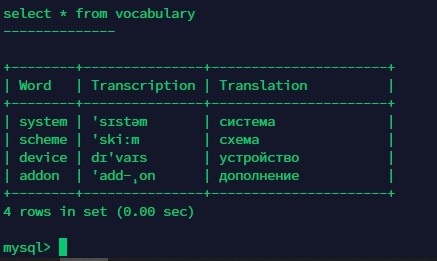 select * from vocabulary
--------------
+--------+---------------+--------------------+
| Word | Transcription | Translation |
+--------+---------------+--------------------+
| system | 'sɪstəm | система |
| scheme | 'skiːm | схема |
| device | dɪ'vaɪs | устройство |
| addon | 'add-ˌon | дополнение |
+--------+---------------+--------------------+
4 rows in set (0.00 sec)
mysql>